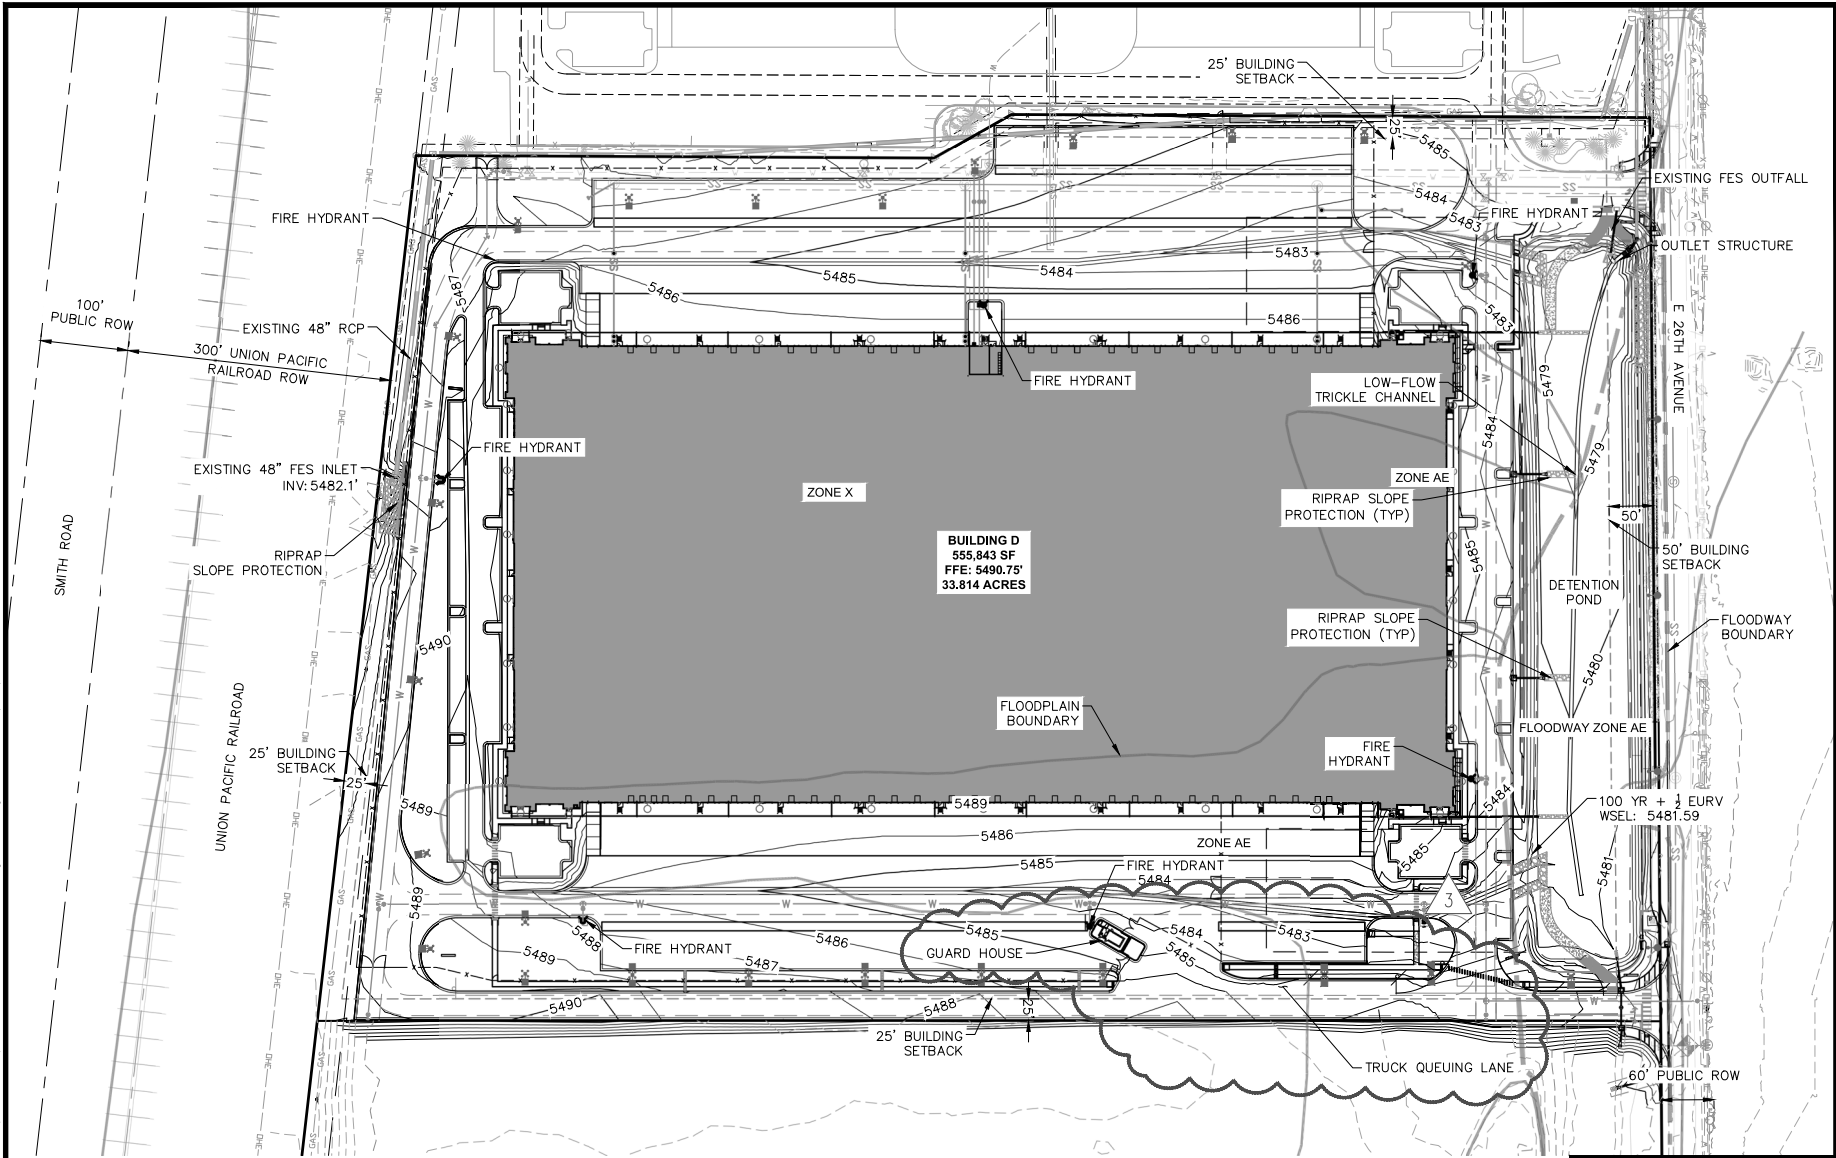 25' BUILDING
SETBACK
25'
5485
EXISTING FES OUTFALL
5484
FIRE HYDRANT
5483
FIRE HYDRANT
OUTLET STRUCTURE
5483
5484
5485
5486
5487
5486
5483
100'
PUBLIC ROW
EXISTING 48" RCP
300' UNION PACIFIC
RAILROAD ROW
E 26TH AVENUE
FIRE HYDRANT
LOW-FLOW
TRICKLE CHANNEL
5479
5484
FIRE HYDRANT
EXISTING 48" FES INLET
INV: 5482.1'
5479
ZONE AE
ZONE X
RIPRAP SLOPE
PROTECTION (TYP)
50'
SMITH ROAD
RIPRAP
SLOPE PROTECTION
BUILDING D
555,843 SF
FFE: 5490.75'
33.814 ACRES
5485
50' BUILDING
SETBACK
DETENTION
POND
RIPRAP SLOPE
PROTECTION (TYP)
FLOODWAY
BOUNDARY
5490
5480
UNION PACIFIC RAILROAD
FLOODPLAIN
BOUNDARY
FLOODWAY ZONE AE
25' BUILDING
SETBACK
25'
FIRE
HYDRANT
5489
5489
5484
100 YR + ½ EURV
WSEL: 5481.59
5486
ZONE AE
5485
5485
FIRE HYDRANT
5484
5481
5489
3
5488
5486
5485
5484
5483
FIRE HYDRANT
GUARD HOUSE
5489
5487
5485
5490
5488
25'
25' BUILDING
SETBACK
TRUCK QUEUING LANE
60' PUBLIC ROW